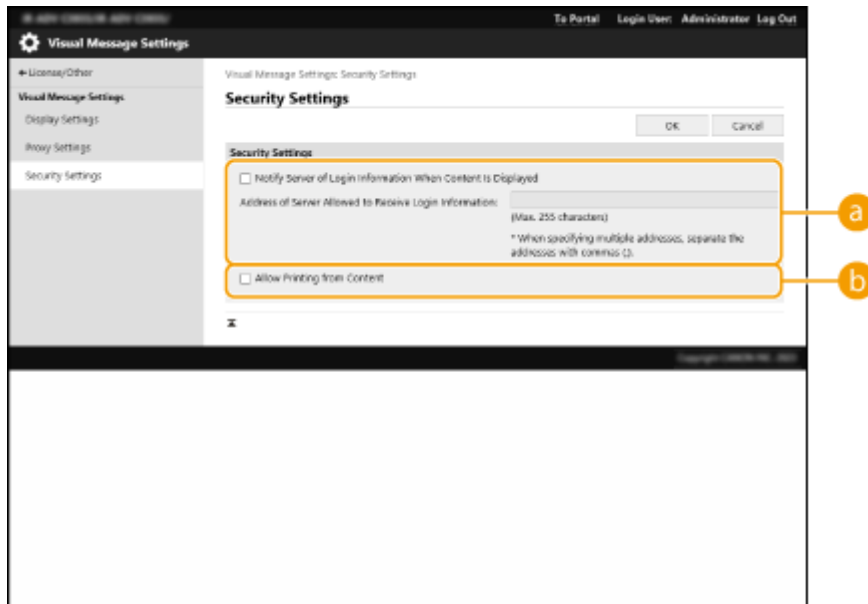 To Portal Login User: Administrator Log Out
Visual Message Settings
License/Other
Visual Message Settings: Security Settings
Visual Message Settings
Security Settings
Display Settings
OK Cancel
Proxy Settings
Security Settings
Security Settings
Notify Server of Login Information When Content Is Displayed
Address of Server Allowed to Receive Login Information:
(Max. 255 characters)
* When specifying multiple addresses, separate the
addresses with commas (,).
a
Allow Printing from Content
b